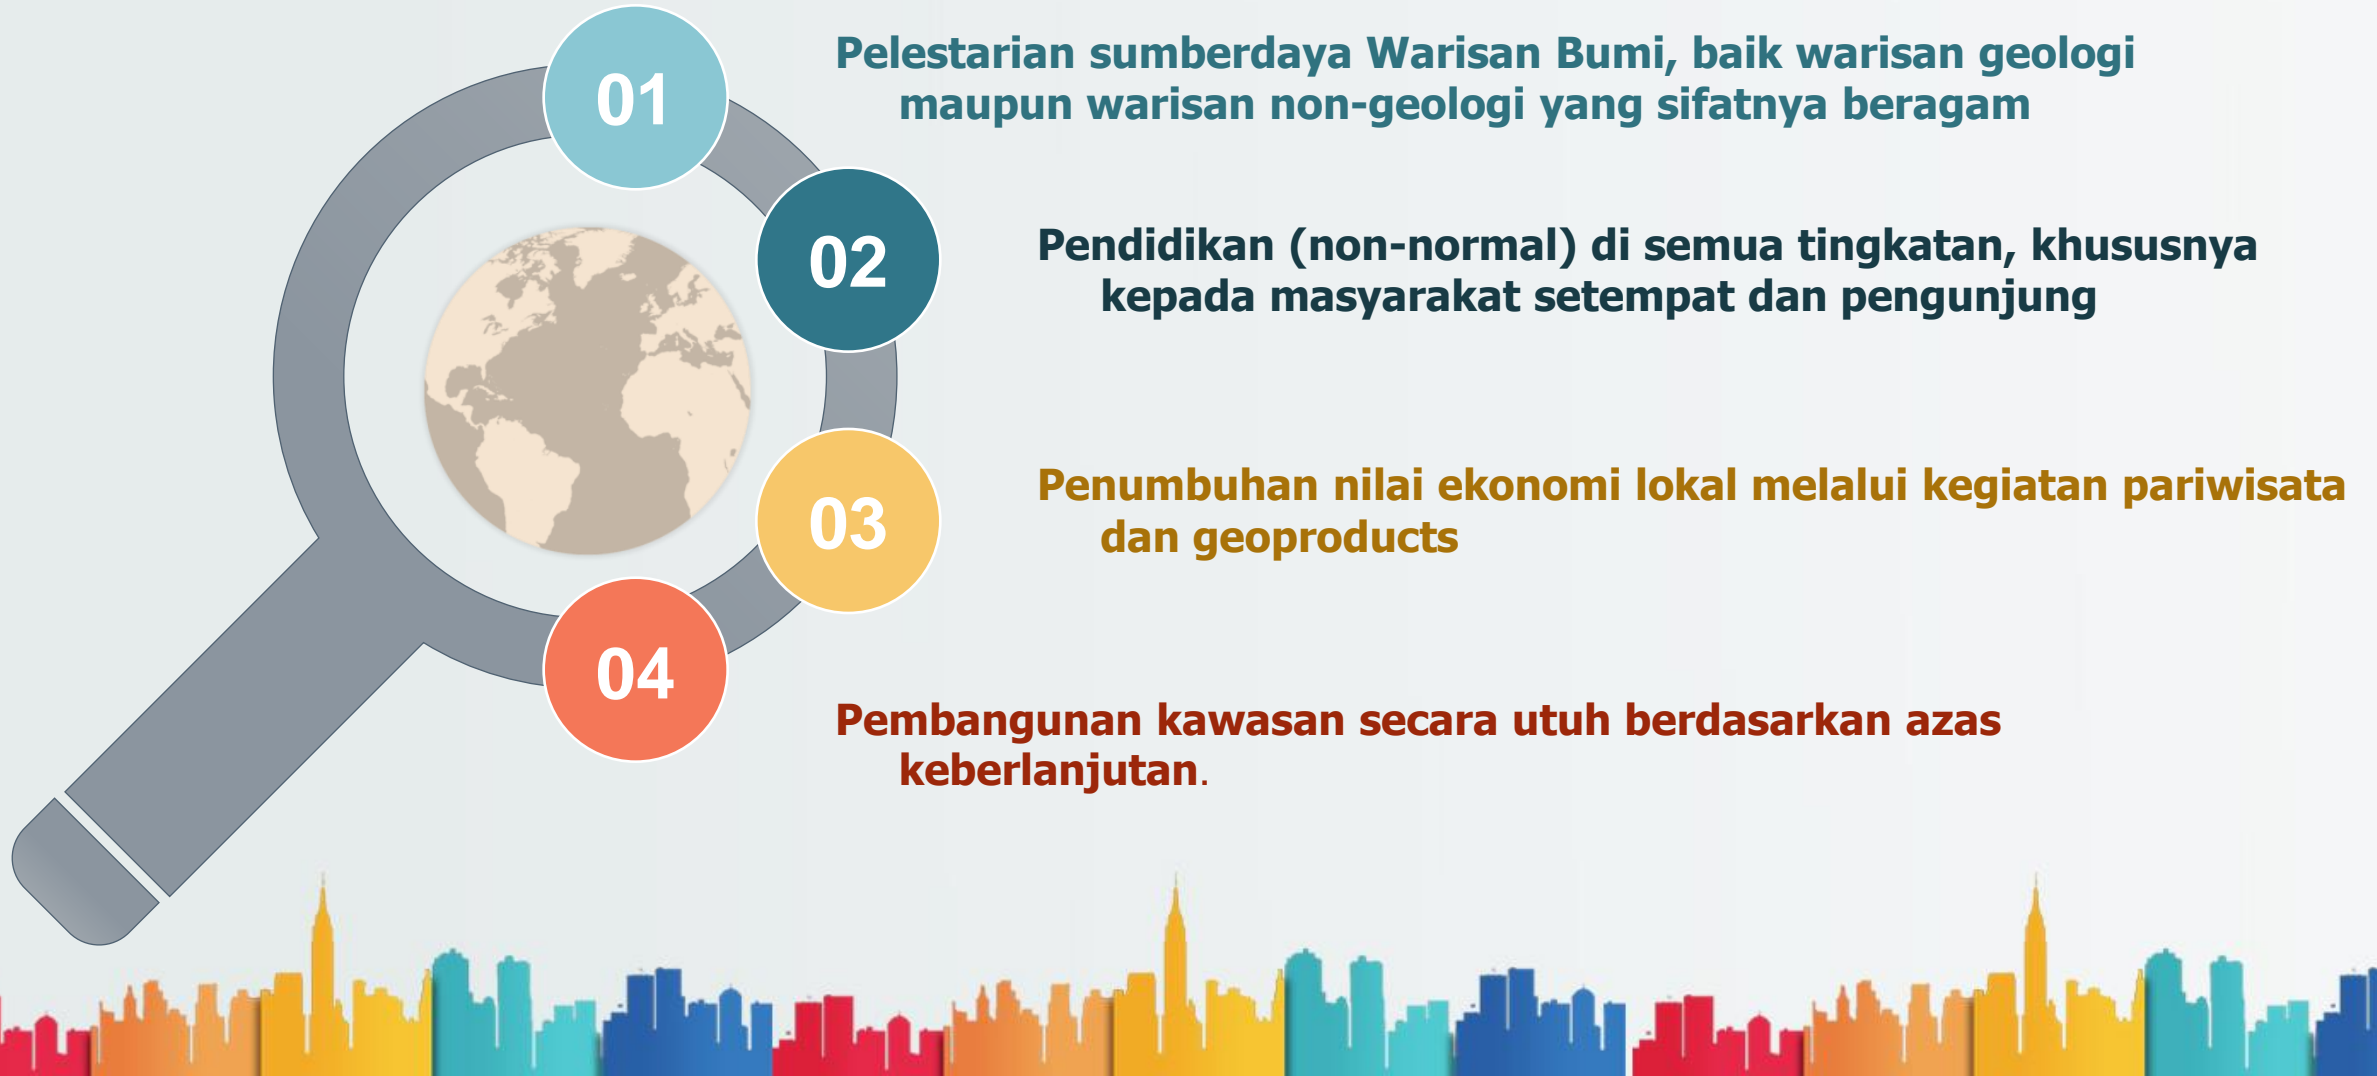 01
Pelestarian sumberdaya Warisan Bumi, baik warisan geologi
maupun warisan non-geologi yang sifatnya beragam
02
Pendidikan (non-normal) di semua tingkatan, khususnya
kepada masyarakat setempat dan pengunjung
03
Penumbuhan nilai ekonomi lokal melalui kegiatan pariwisata
dan geoproducts
04
Pembangunan kawasan secara utuh berdasarkan azas
keberlanjutan.